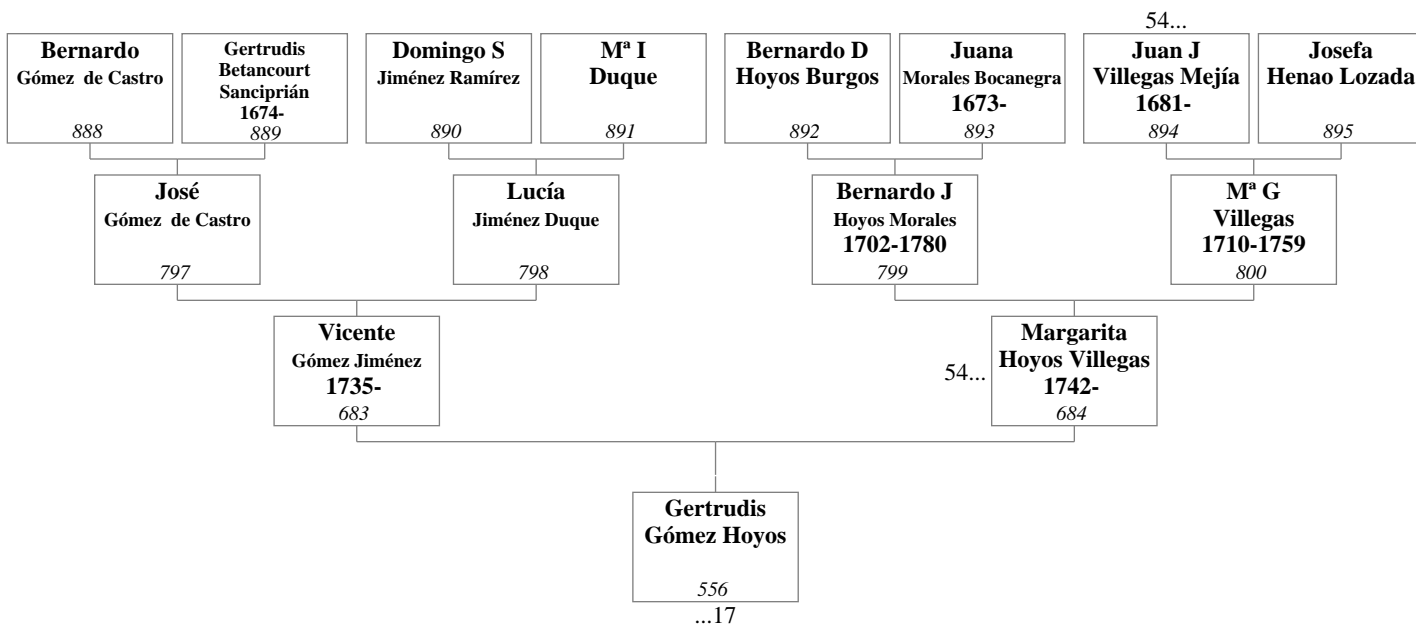 54...
Bernardo
Gómez de Castro
888
Gertrudis
Betancourt
Sanciprián
1674-
889
Domingo S
Jiménez Ramírez
890
Mª I
Duque
891
Bernardo D
Hoyos Burgos
892
Juana
Morales Bocanegra
1673-
893
Juan J
Villegas Mejía
1681-
894
Josefa
Henao Lozada
895
José
Gómez de Castro
797
Lucía
Jiménez Duque
798
Bernardo J
Hoyos Morales
1702-1780
799
Mª G
Villegas
1710-1759
800
Vicente
Gómez Jiménez
1735-
683
54...
Margarita
Hoyos Villegas
1742-
684
Gertrudis
Gómez Hoyos
556
...17